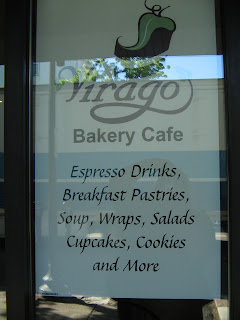 Virago
Bakery Cafe
Espresso Drinks,
Breakfast Pastries,
Soup, Wraps, Salads
Cupcakes, Cookies
and More